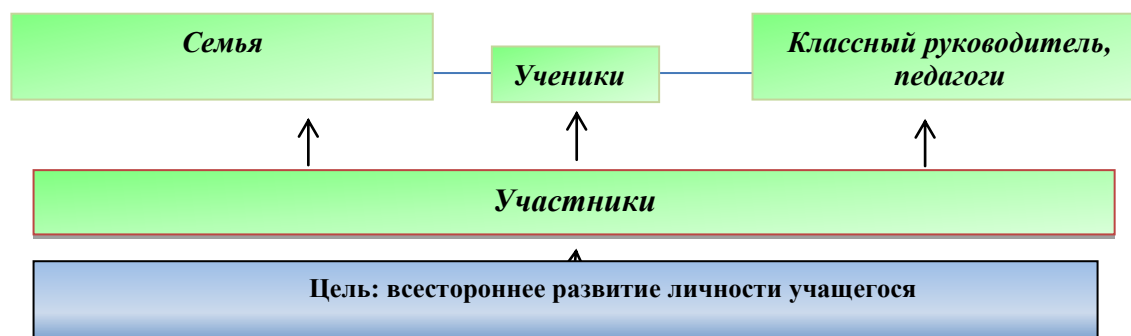 Семья
Ученики
Классный руководитель,
педагоги
Участники
Цель: всестороннее развитие личности учащегося